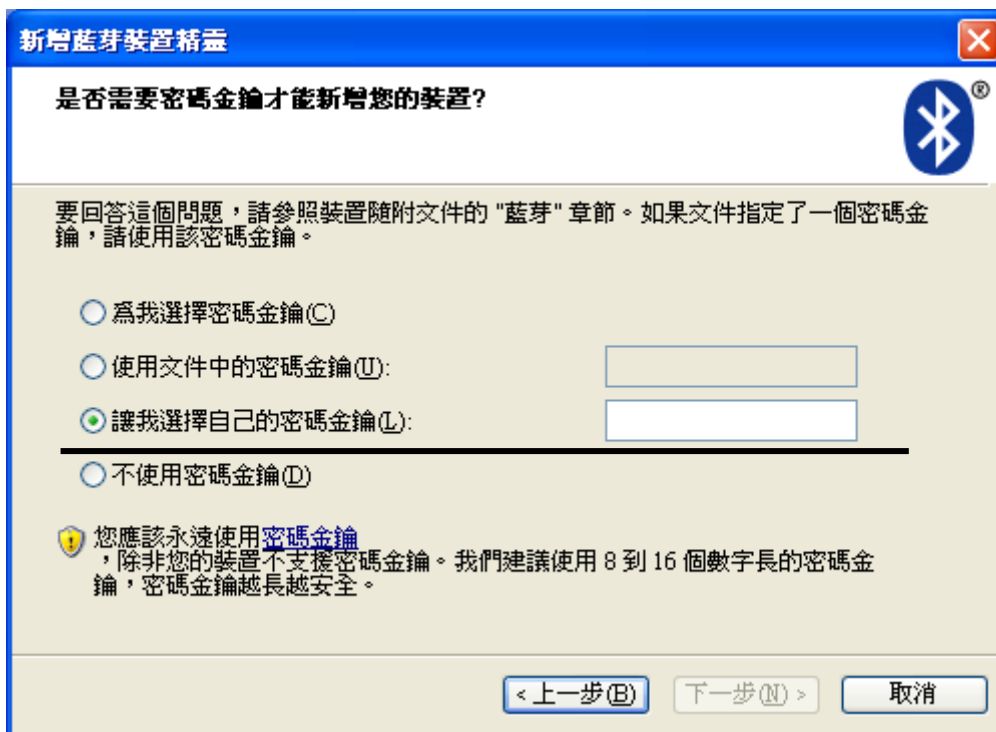 新增藍芽裝置精靈
是否需要密碼金鑰才能新增您的裝置?
®
要回答這個問題，請參照裝置隨附文件的 "藍芽" 章節。如果文件指定了一個密碼金
鑰，請使用該密碼金鑰。
為我選擇密碼金鑰(C)
使用文件中的密碼金鑰(U):
讓我選擇自己的密碼金鑰(L):
不使用密碼金鑰(D)
您應該永遠使用密碼金鑰
，除非您的裝置不支援密碼金鑰。我們建議使用 8 到 16 個數字長的密碼金
鑰，密碼金鑰越長越安全。
< 上一步(B) 下一步(N) > 取消